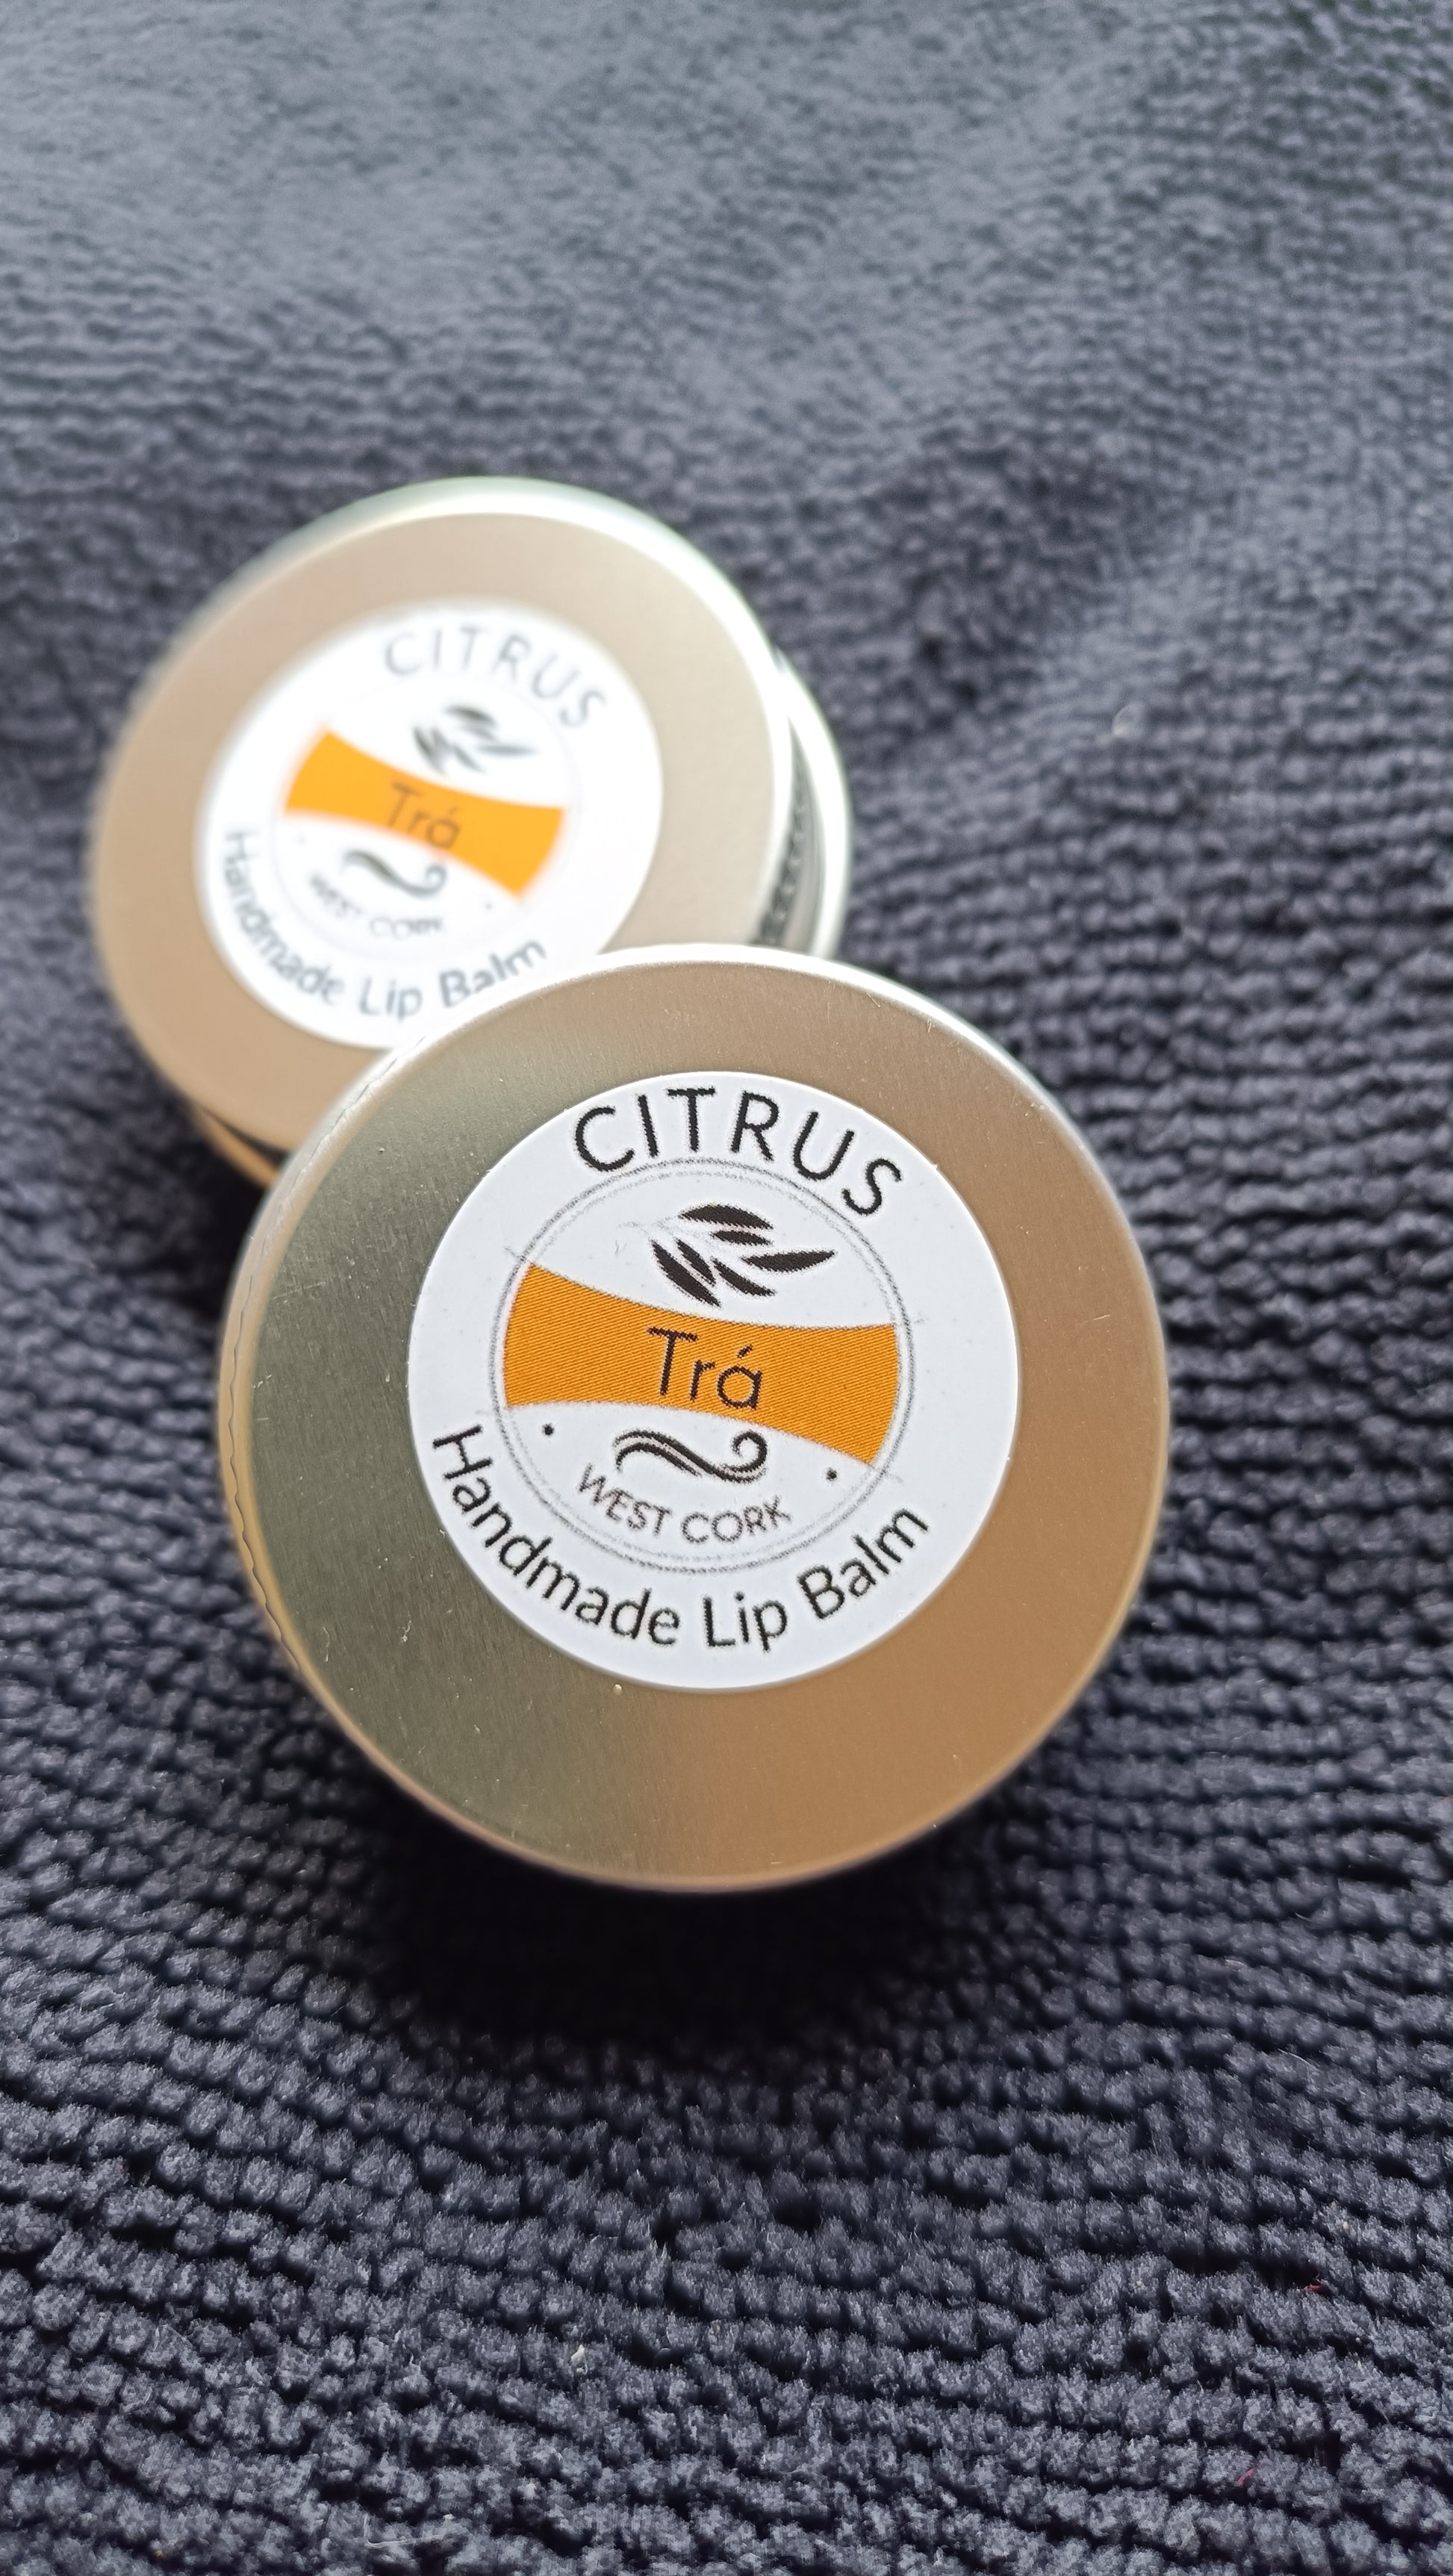 CITRUS
Trá
WEST CORK
Handmade Lip Balm
CITRUS
Trá
WEST CORK
Handmade Lip Balm